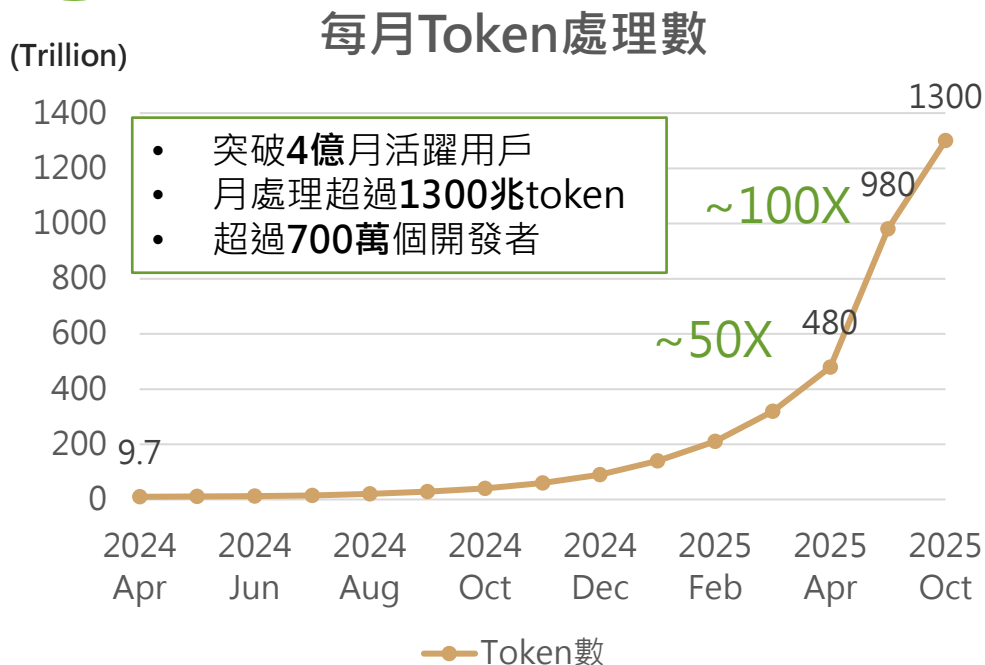 每月Token處理數
(Trillion)
1400
1200
1000
800
600
400
200
0
• 突破4億月活躍用戶
• 月處理超過1300兆token
• 超過700萬個開發者
9.7
~50X
480
~100X
980
1300
2024 Apr
2024 Jun
2024 Aug
2024 Oct
2024 Dec
2025 Feb
2025 Apr
2025 Oct
Token數